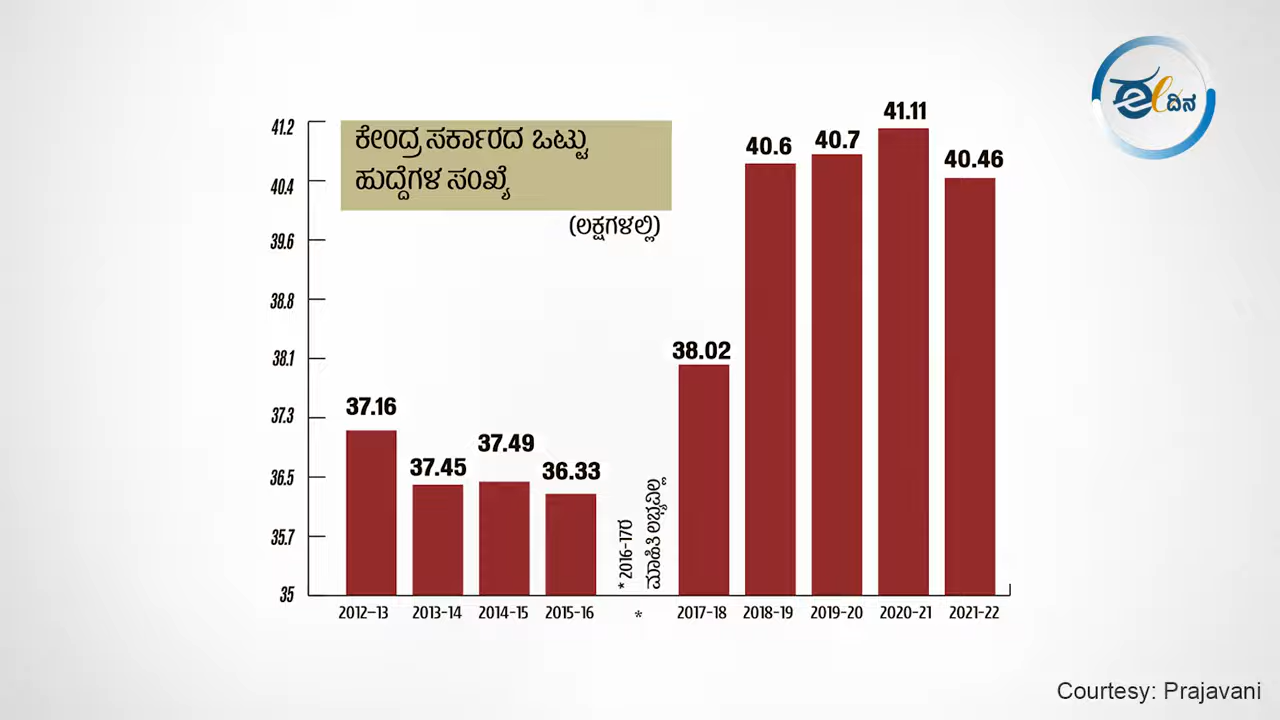 ಈ ದಿನ
ಕೇಂದ್ರ ಸರ್ಕಾರದ ಒಟ್ಟು
ಹುದ್ದೆಗಳ ಸಂಖ್ಯೆ
(ಲಕ್ಷಗಳಲ್ಲಿ)
41.2
40.4
39.6
38.8
38.1
37.3
36.5
35.7
35
37.16
37.45
37.49
36.33
* 2016-17ರ
ಮಾಹಿತಿ ಲಭ್ಯವಿಲ್ಲ
38.02
40.6
40.7
41.11
40.46
2012–13 2013-14 2014-15 2015-16 * 2017-18 2018-19 2019-20 2020-21 2021-22
Courtesy: Prajavani